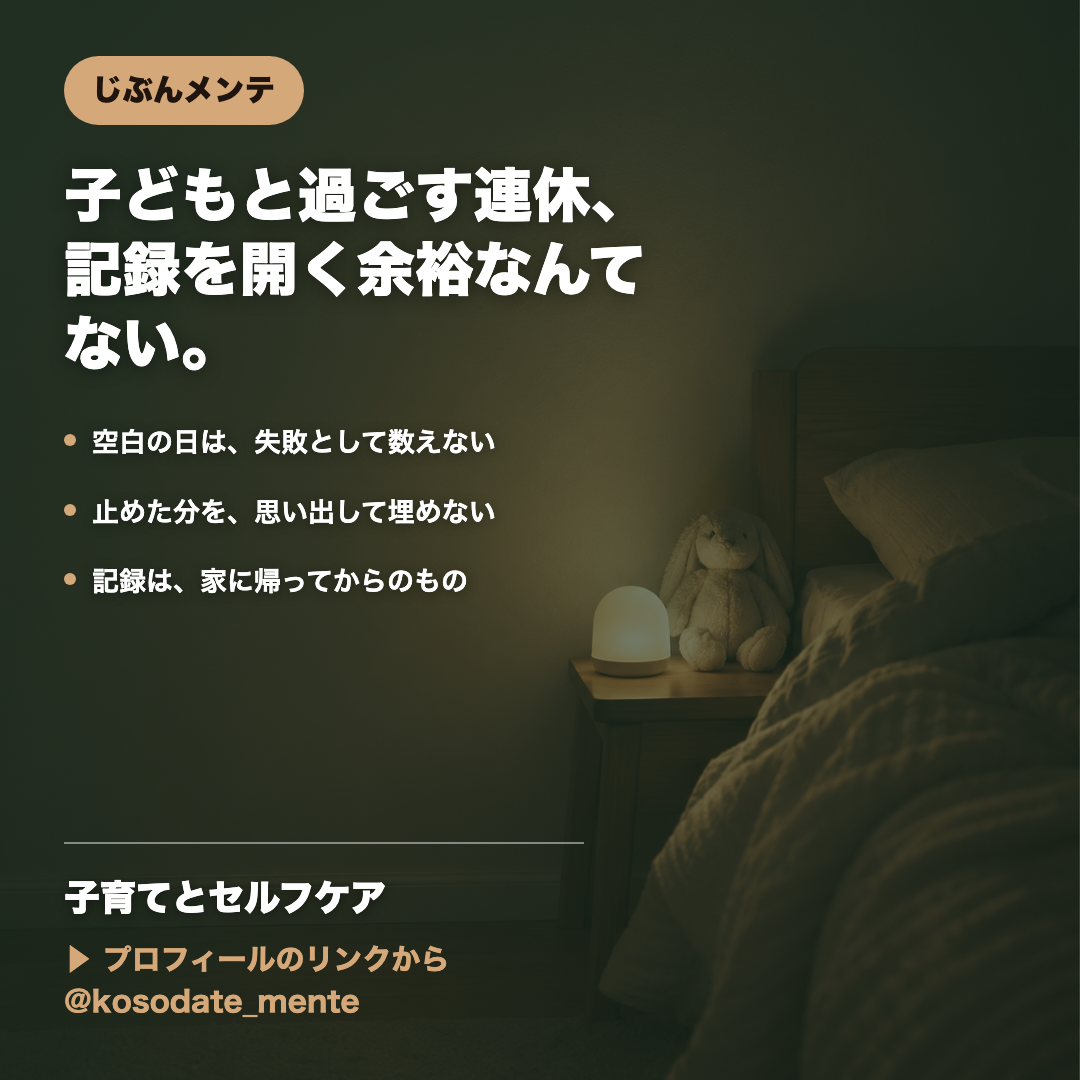 じぶんメンテ
子どもと過ごす連休、
記録を開く余裕なんて
ない。
空白の日は、失敗として数えない
止めた分を、思い出して埋めない
記録は、家に帰ってからのもの
子育てとセルフケア
▶ プロフィールのリンクから
@kosodate_mente